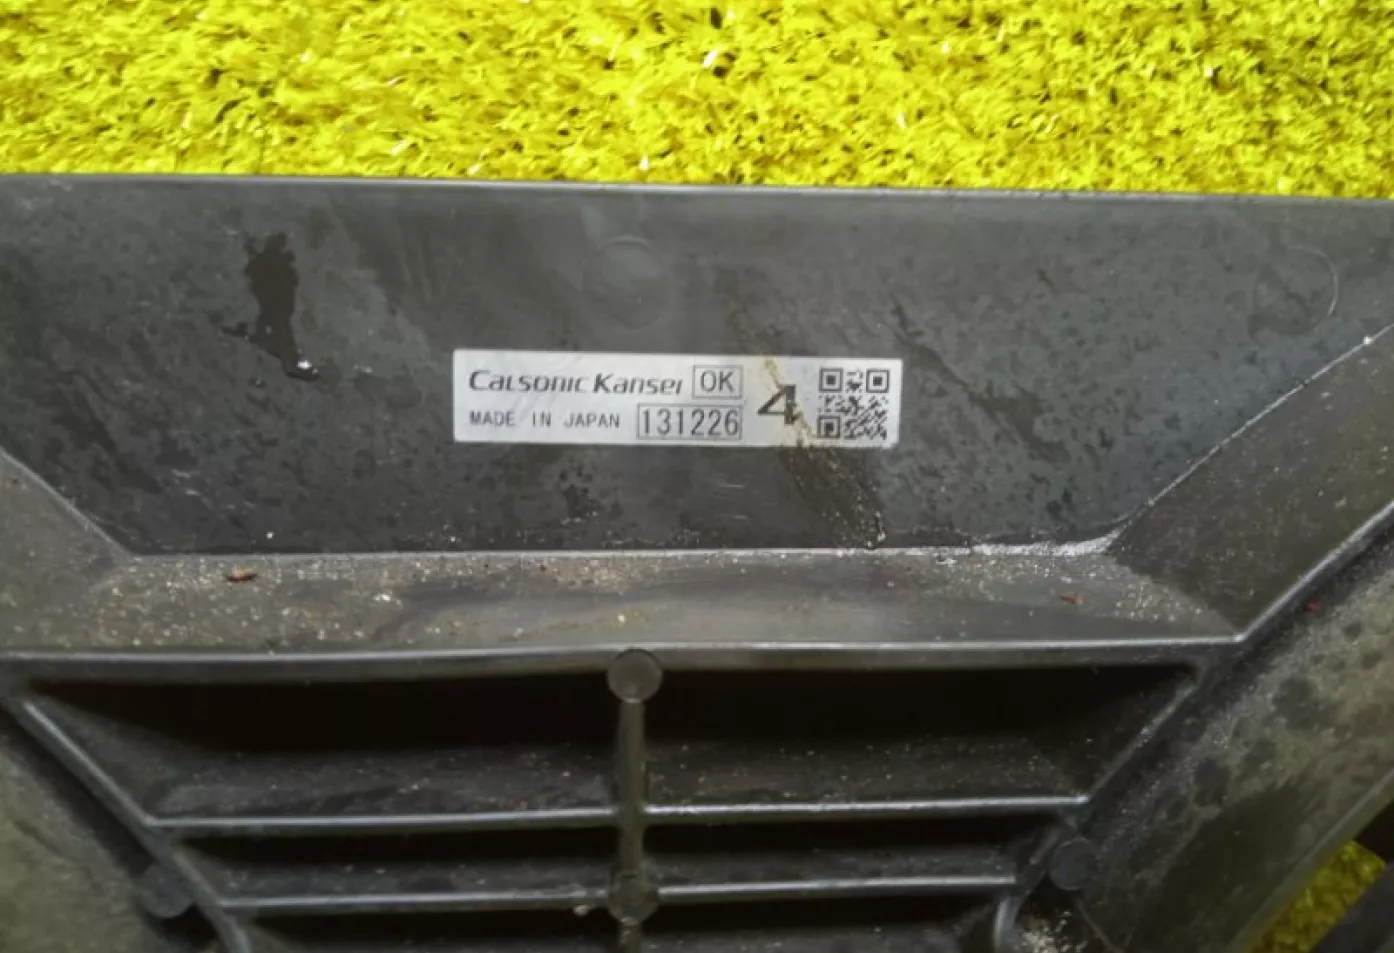 Calsonic Kansei OK
MADE IN JAPAN 131226 4